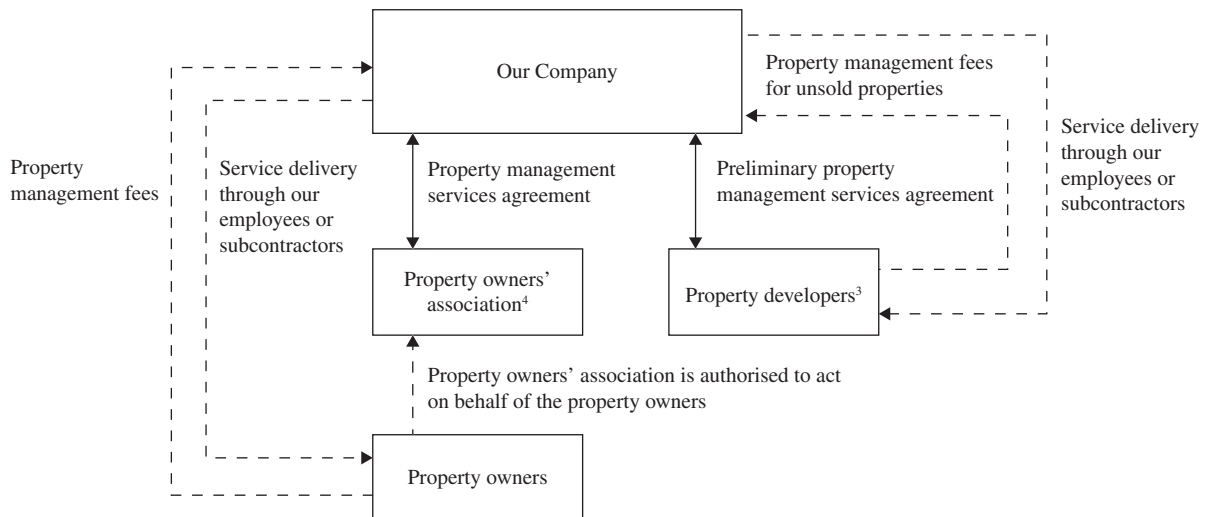 Our Company
Property management fees
for unsold properties
Service delivery
through our
employees or
subcontractors
Property
management fees
Service delivery
through our
employees or
subcontractors
Property management
services agreement
Preliminary property
management services agreement
Property owners’
association⁴
Property developers³
Property owners’ association is authorised to act
on behalf of the property owners
Property owners